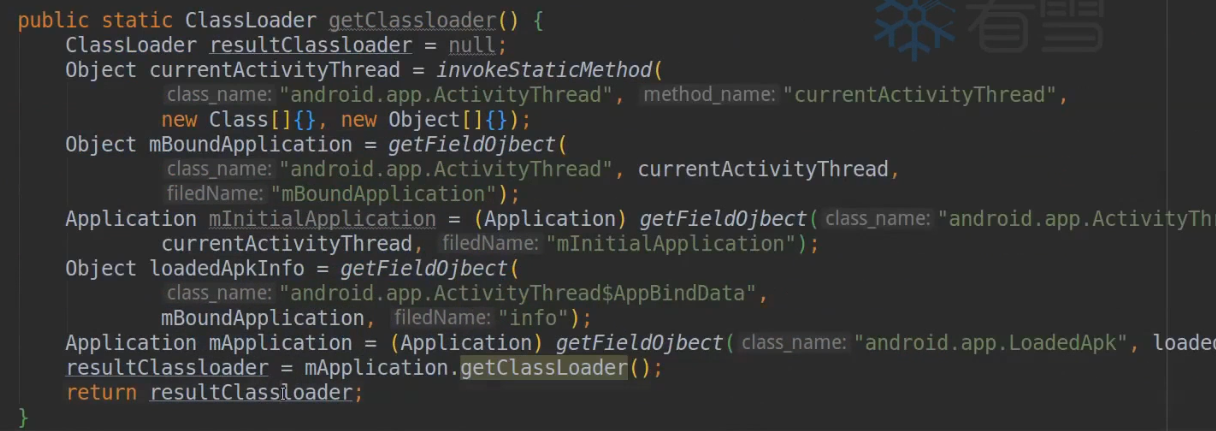 看雪
public static ClassLoader getClassloader() {
ClassLoader resultClassloader = null;
Object currentActivityThread = invokeStaticMethod(
class_name: "android.app.ActivityThread", method_name: "currentActivityThread",
new Class[]{}, new Object[]{});
Object mBoundApplication = getFieldOjbect(
class_name: "android.app.ActivityThread", currentActivityThread,
filedName: "mBoundApplication");
Application mInitialApplication = (Application) getFieldOjbect( class_name: "android.app.ActivityThr
currentActivityThread, filedName: "mInitialApplication");
Object loadedApkInfo = getFieldOjbect(
class_name: "android.app.ActivityThread$AppBindData",
mBoundApplication, filedName: "info");
Application mApplication = (Application) getFieldOjbect( class_name: "android.app.LoadedApk", loaded
resultClassloader = mApplication.getClassLoader();
return resultClassloader;
}